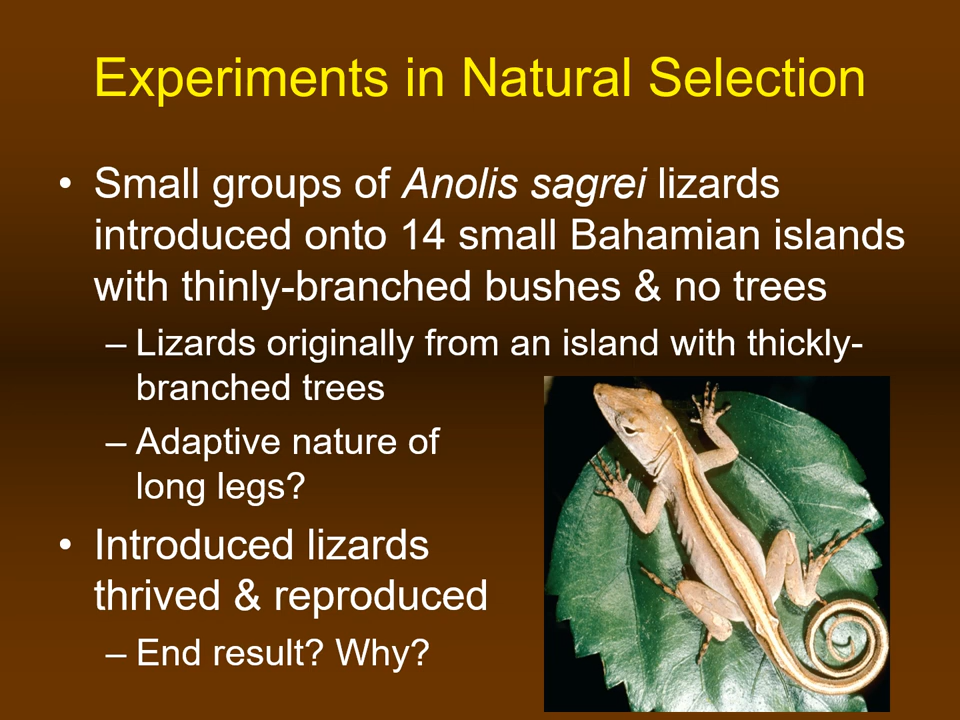 Experiments in Natural Selection
• Small groups of Anolis sagrei lizards
introduced onto 14 small Bahamian islands
with thinly-branched bushes & no trees
– Lizards originally from an island with thickly-
branched trees
– Adaptive nature of
long legs?
• Introduced lizards
thrived & reproduced
– End result? Why?